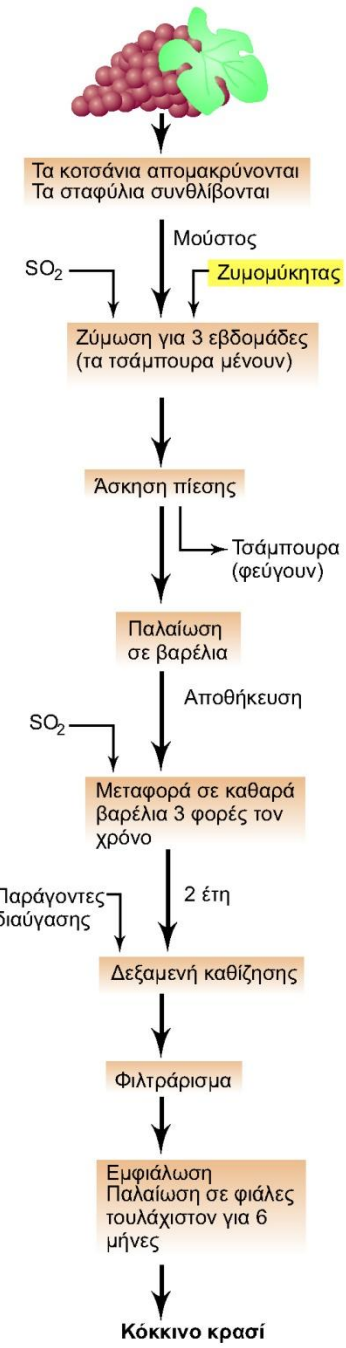 Τα κοτσάνια απομακρύνονται
Τα σταφύλια συνθλίβονται
Μούστος
SO2
Ζυμομύκητας
Ζύμωση για 3 εβδομάδες
(τα τσάμπουρα μένουν)
Άσκηση πίεσης
Τσάμπουρα
(φεύγουν)
Παλαίωση
σε βαρέλια
Αποθήκευση
SO2
Μεταφορά σε καθαρά
βαρέλια 3 φορές τον
χρόνο
Παράγοντες
διαύγασης
2 έτη
Δεξαμενή καθίζησης
Φιλτράρισμα
Εμφιάλωση
Παλαίωση σε φιάλες
τουλάχιστον για 6
μήνες
Κόκκινο κρασί